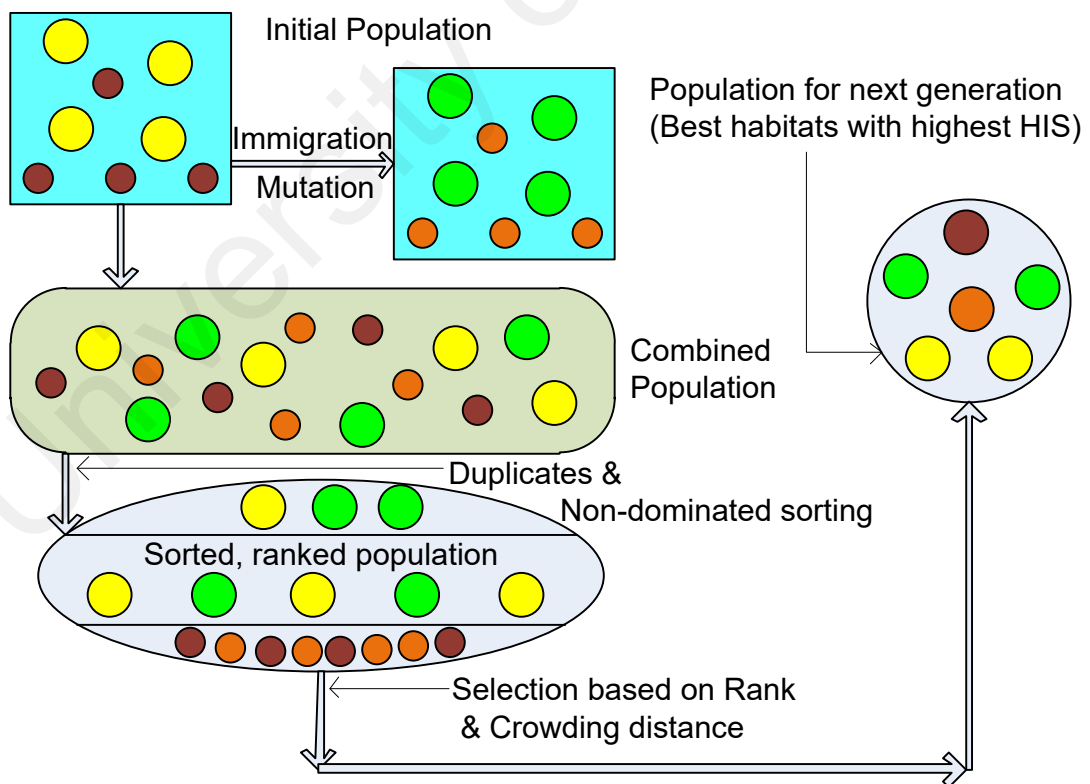 Initial Population
Immigration
Mutation
Population for next generation
(Best habitats with highest HIS)
Combined
Population
Duplicates &
Non-dominated sorting
Sorted, ranked population
Selection based on Rank
& Crowding distance
University